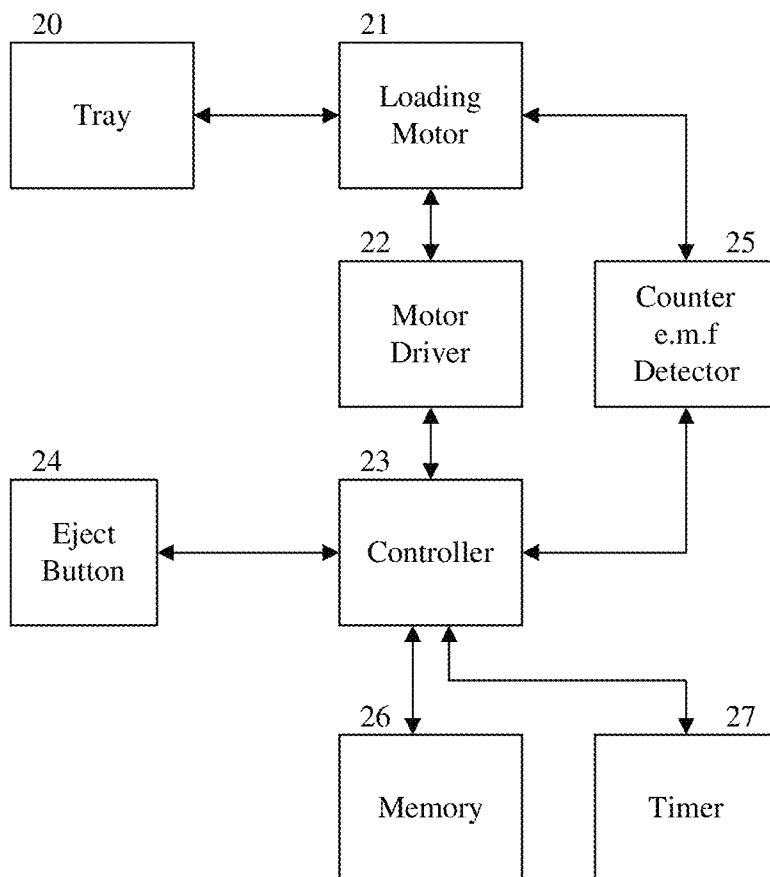 20
21
Tray
Loading
Motor
22
25
Motor
Driver
Counter
e.m.f
Detector
24
23
Eject
Button
Controller
26
27
Memory
Timer